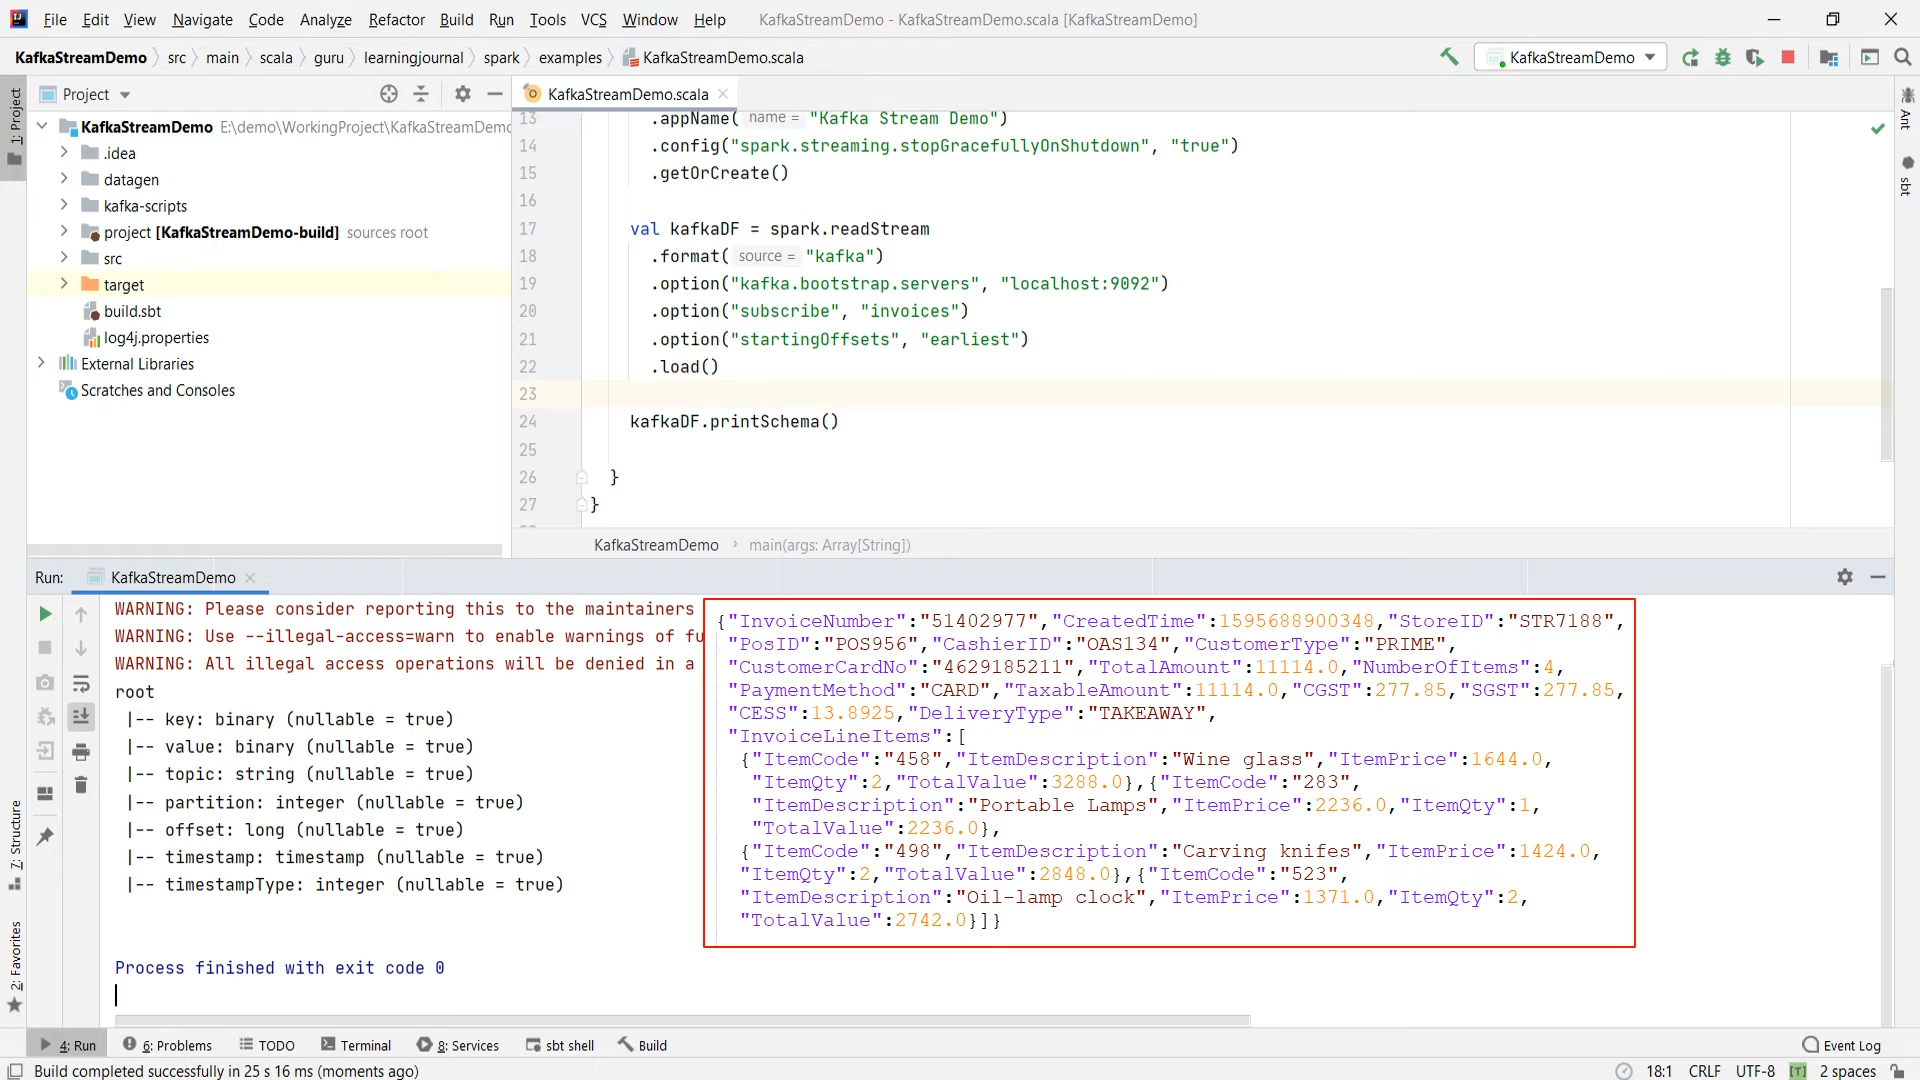 File Edit View Navigate Code Analyze Refactor Build Run Tools VCS Window Help KafkaStreamDemo - KafkaStreamDemo.scala [KafkaStreamDemo]
KafkaStreamDemo src main scala guru learningjournal spark examples KafkaStreamDemo.scala
KafkaStreamDemo
1: Project
Project
KafkaStreamDemo E:\demo\WorkingProject\KafkaStreamDemo
.idea
datagen
kafka-scripts
project [KafkaStreamDemo-build] sources root
src
target
build.sbt
log4j.properties
External Libraries
Scratches and Consoles
KafkaStreamDemo.scala
13 .appName( name = "Kafka Stream Demo")
14 .config("spark.streaming.stopGracefullyOnShutdown", "true")
15 .getOrCreate()
16
17 val kafkaDF = spark.readStream
18 .format( source = "kafka")
19 .option("kafka.bootstrap.servers", "localhost:9092")
20 .option("subscribe", "invoices")
21 .option("startingOffsets", "earliest")
22 .load()
23
24 kafkaDF.printSchema()
25
26 }
27 }
KafkaStreamDemo main(args: Array[String])
Ant
sbt
Run: KafkaStreamDemo
WARNING: Please consider reporting this to the maintainers
WARNING: Use --illegal-access=warn to enable warnings of fu
WARNING: All illegal access operations will be denied in a
root
|-- key: binary (nullable = true)
|-- value: binary (nullable = true)
|-- topic: string (nullable = true)
|-- partition: integer (nullable = true)
|-- offset: long (nullable = true)
|-- timestamp: timestamp (nullable = true)
|-- timestampType: integer (nullable = true)
Process finished with exit code 0
{"InvoiceNumber":"51402977","CreatedTime":1595688900348,"StoreID":"STR7188",
"PosID":"POS956","CashierID":"OAS134","CustomerType":"PRIME",
"CustomerCardNo":"4629185211","TotalAmount":11114.0,"NumberOfItems":4,
"PaymentMethod":"CARD","TaxableAmount":11114.0,"CGST":277.85,"SGST":277.85,
"CESS":13.8925,"DeliveryType":"TAKEAWAY",
"InvoiceLineItems":[
{"ItemCode":"458","ItemDescription":"Wine glass","ItemPrice":1644.0,
"ItemQty":2,"TotalValue":3288.0},{"ItemCode":"283",
"ItemDescription":"Portable Lamps","ItemPrice":2236.0,"ItemQty":1,
"TotalValue":2236.0},
{"ItemCode":"498","ItemDescription":"Carving knifes","ItemPrice":1424.0,
"ItemQty":2,"TotalValue":2848.0},{"ItemCode":"523",
"ItemDescription":"Oil-lamp clock","ItemPrice":1371.0,"ItemQty":2,
"TotalValue":2742.0}]}
7: Structure
2: Favorites
4: Run 6: Problems TODO Terminal 8: Services sbt shell Build Event Log
Build completed successfully in 25 s 16 ms (moments ago) 18:1 CRLF UTF-8 [T] 2 spaces